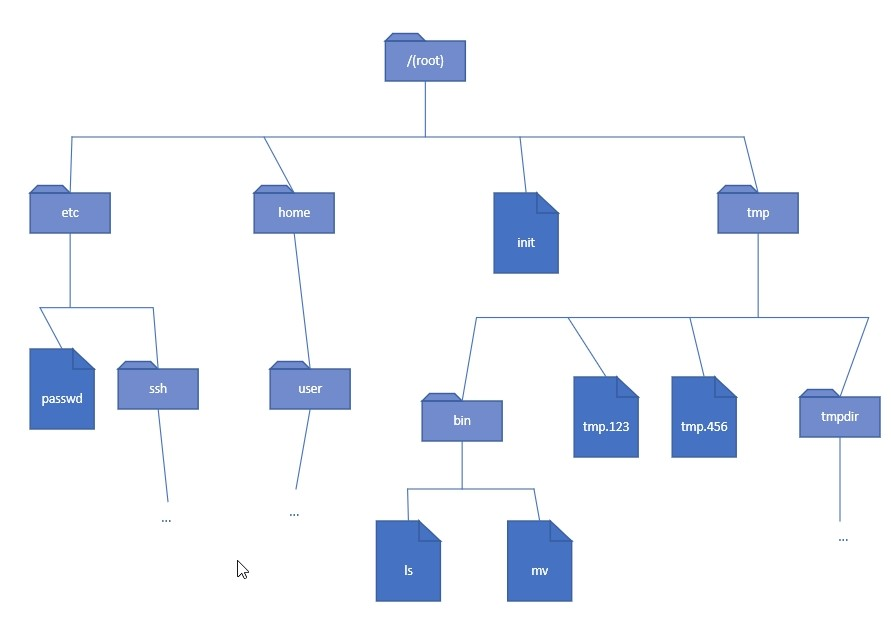 /(root)
etc
home
init
tmp
passwd
ssh
user
bin
tmp.123
tmp.456
tmpdir
...
...
...
ls
mv